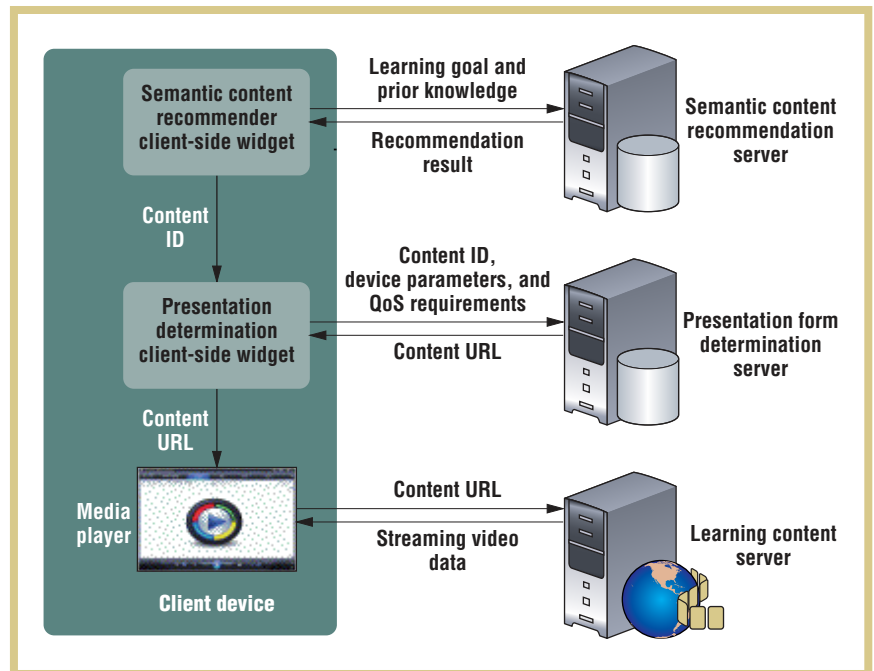 Semantic content
recommender
client-side widget
Learning goal and
prior knowledge
Recommendation
result
Semantic content
recommendation
server
Content
ID
Presentation
determination
client-side widget
Content ID,
device parameters, and
QoS requirements
Content URL
Presentation form
determination
server
Content
URL
Media
player
Content URL
Streaming video
data
Learning content
server
Client device